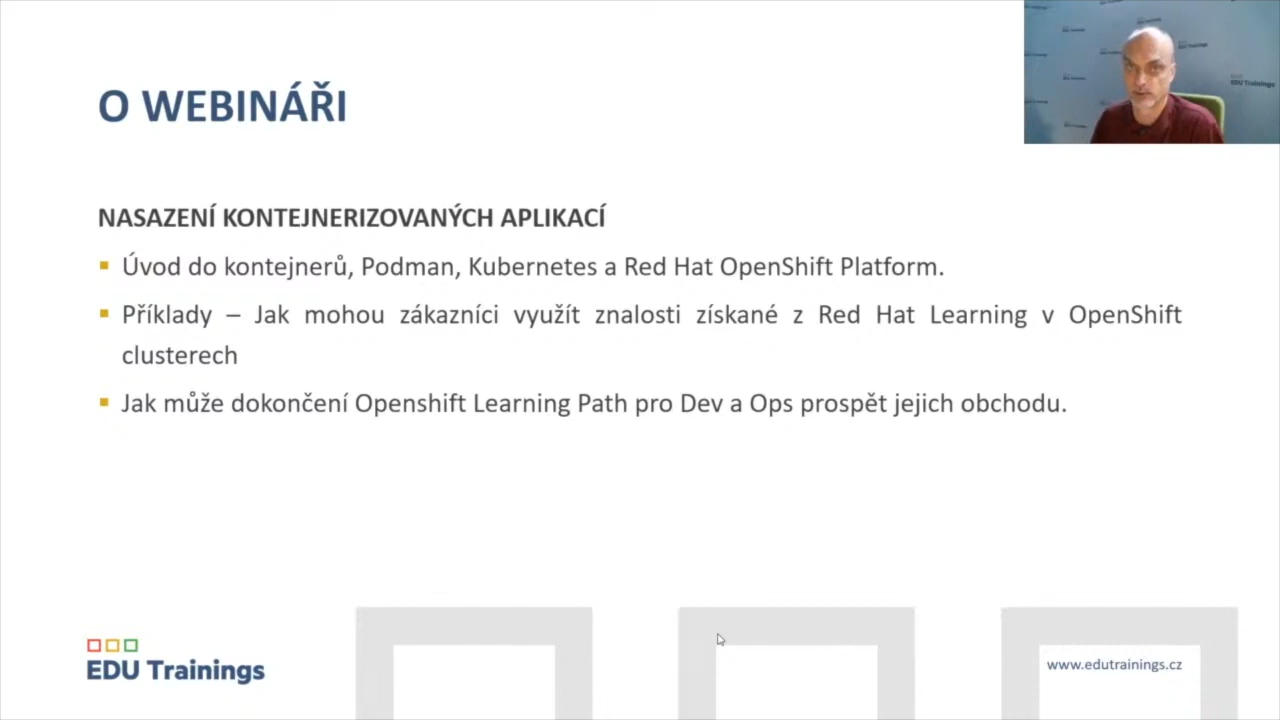 O WEBINÁŘI
NASAZENÍ KONTEJNERIZOVANÝCH APLIKACÍ
Úvod do kontejnerů, Podman, Kubernetes a Red Hat OpenShift Platform.
Příklady – Jak mohou zákazníci využít znalosti získané z Red Hat Learning v OpenShift
clusterech
Jak může dokončení Openshift Learning Path pro Dev a Ops prospět jejich obchodu.
EDU Trainings
www.edutrainings.cz
EDU Trainings